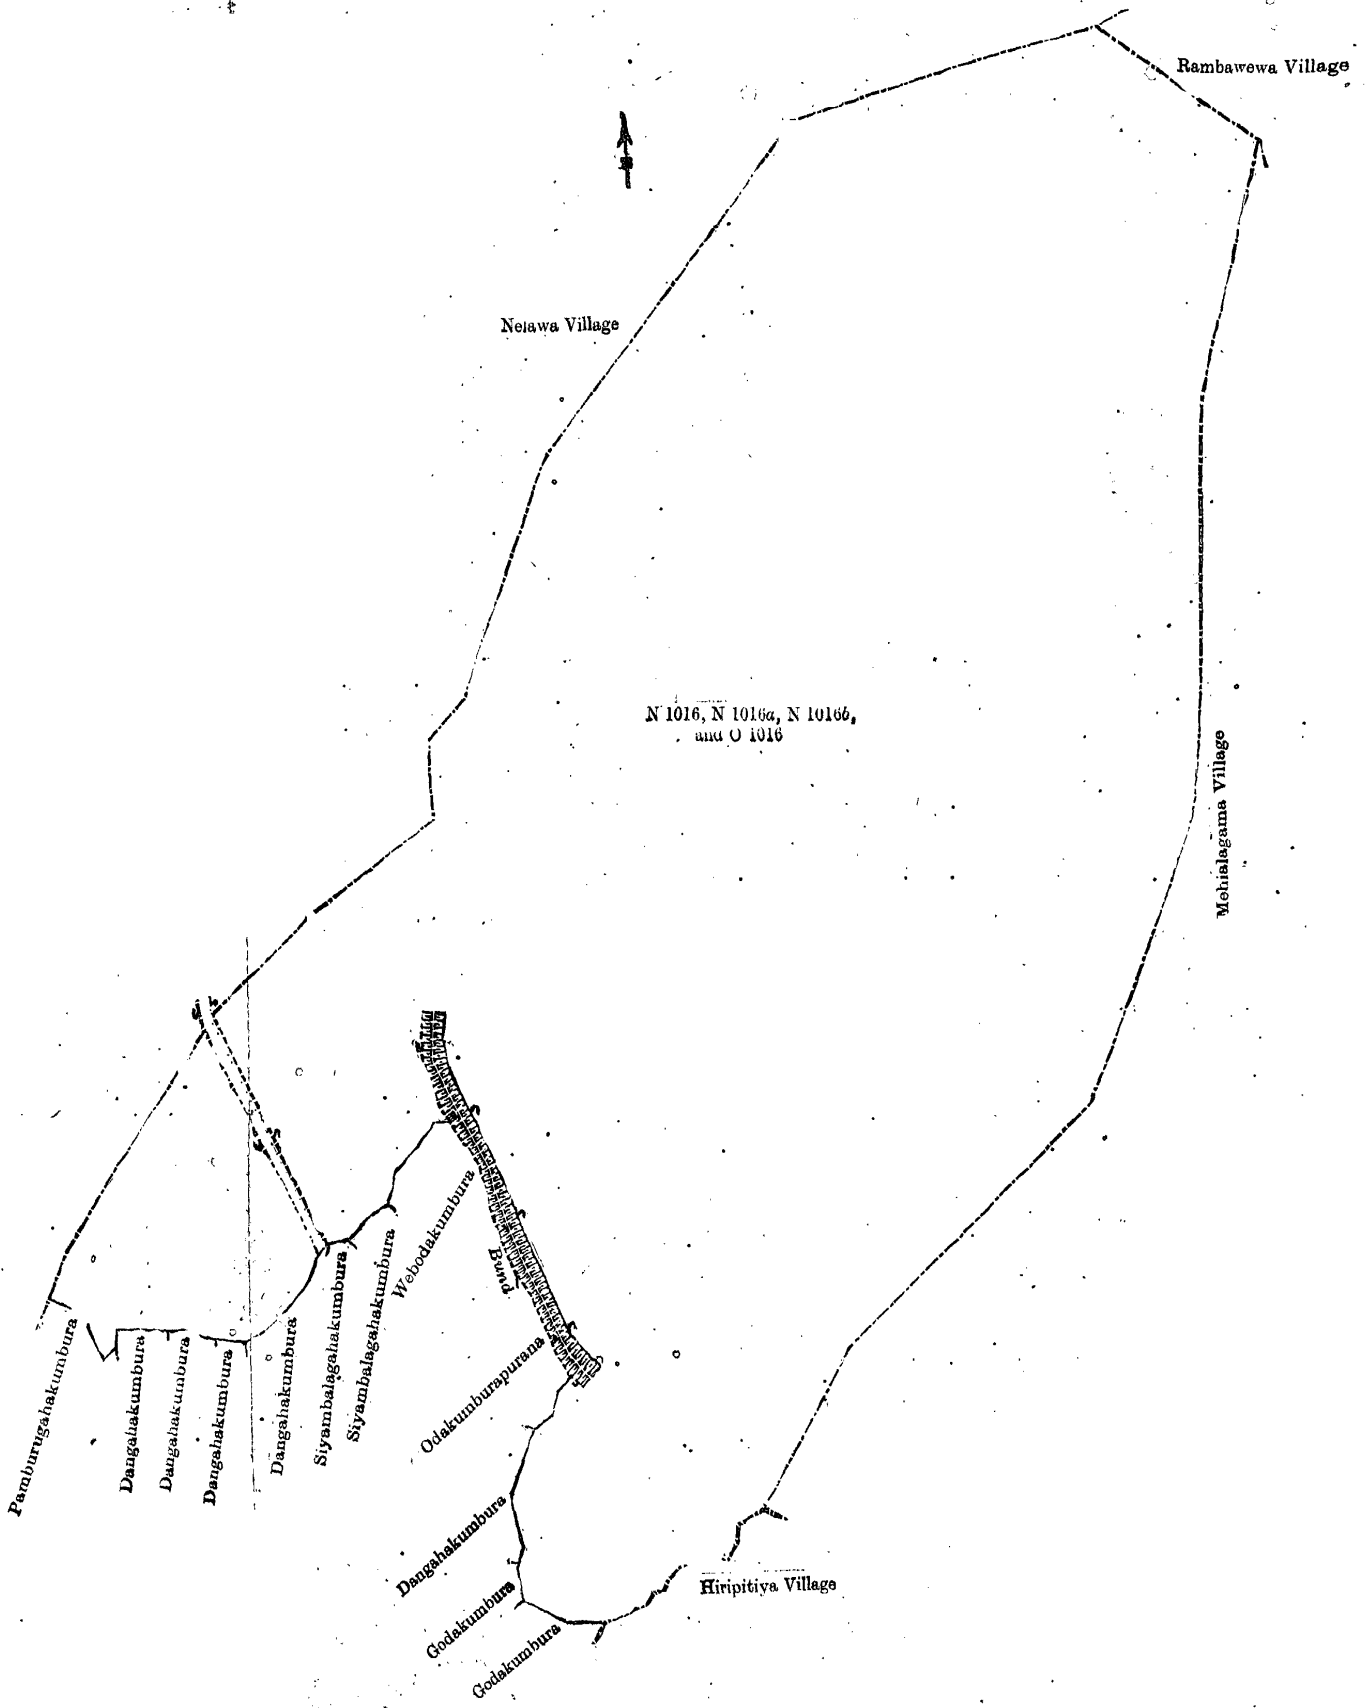 Rambawewa Village
Nelawa Village
N 1016, N 1016a, N 1016b,
and O 1016
Mehialagama Village
Webodakumbura
Bund
Siyambalagahakumbura
Siyambalagahakumbura
Dangahakumbura
Dangahakumbura
Dangahakumbura
Dangahakumbura
Pamburugahakumbura
Odakumburapurana
Dangahakumbura
Godakumbura
Godakumbura
Hiripitiya Village